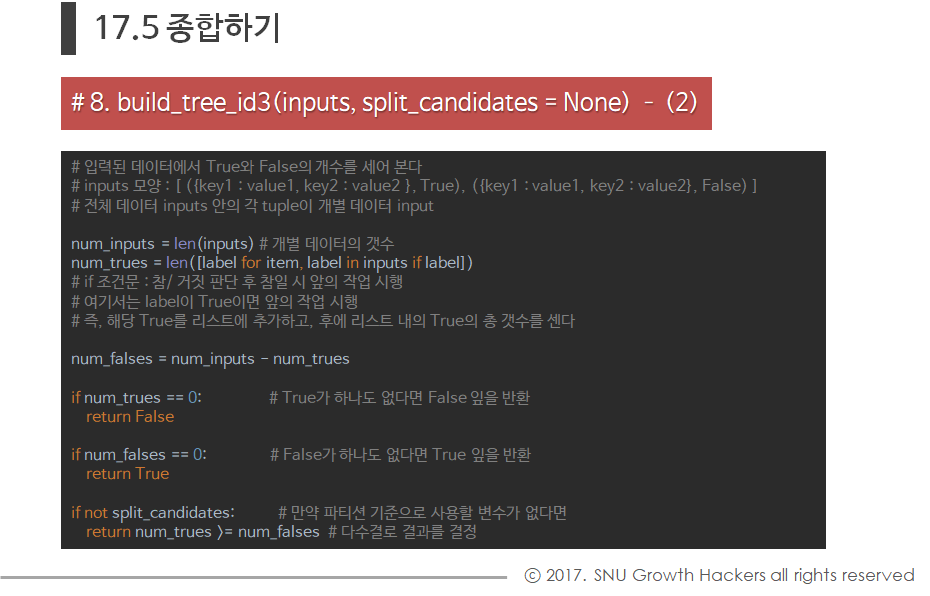 17.5 종합하기
# 8. build_tree_id3(inputs, split_candidates = None) - (2)
# 입력된 데이터에서 True와 False의 개수를 세어 본다
# inputs 모양 : [ ({key1 : value1, key2 : value2 }, True), ({key1 : value1, key2 : value2}, False) ]
# 전체 데이터 inputs 안의 각 tuple이 개별 데이터 input
num_inputs = len(inputs) # 개별 데이터의 갯수
num_trues = len([label for item, label in inputs if label])
# if 조건문 : 참/ 거짓 판단 후 참일 시 앞의 작업 시행
# 여기서는 label이 True이면 앞의 작업 시행
# 즉, 해당 True를 리스트에 추가하고, 후에 리스트 내의 True의 총 갯수를 센다
num_falses = num_inputs - num_trues
if num_trues == 0: # True가 하나도 없다면 False 잎을 반환
return False
if num_falses == 0: # False가 하나도 없다면 True 잎을 반환
return True
if not split_candidates: # 만약 파티션 기준으로 사용할 변수가 없다면
return num_trues >= num_falses # 다수결로 결과를 결정
© 2017. SNU Growth Hackers all rights reserved